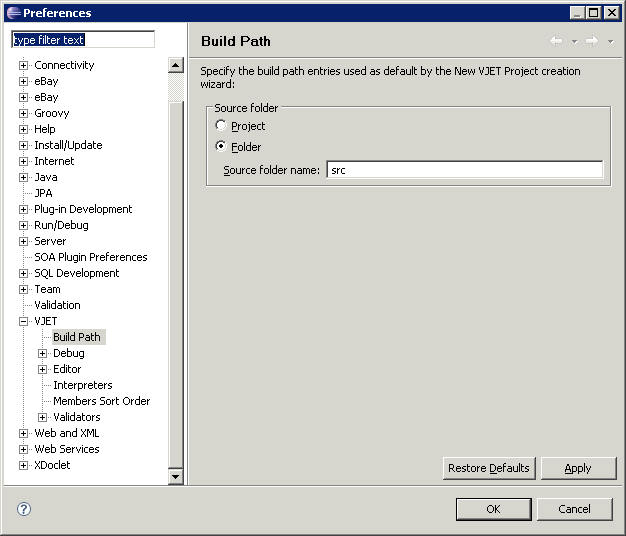 Preferences
type filter text
Connectivity
eBay
eBay
Groovy
Help
Install/Update
Internet
Java
JPA
Plug-in Development
Run/Debug
Server
SOA Plugin Preferences
SQL Development
Team
Validation
VJET
Build Path
Debug
Editor
Interpreters
Members Sort Order
Validators
Web and XML
Web Services
XDoclet
Build Path
Specify the build path entries used as default by the New VJET Project creation
wizard:
Source folder
Project
Folder
Source folder name: src
Restore Defaults Apply
? OK Cancel